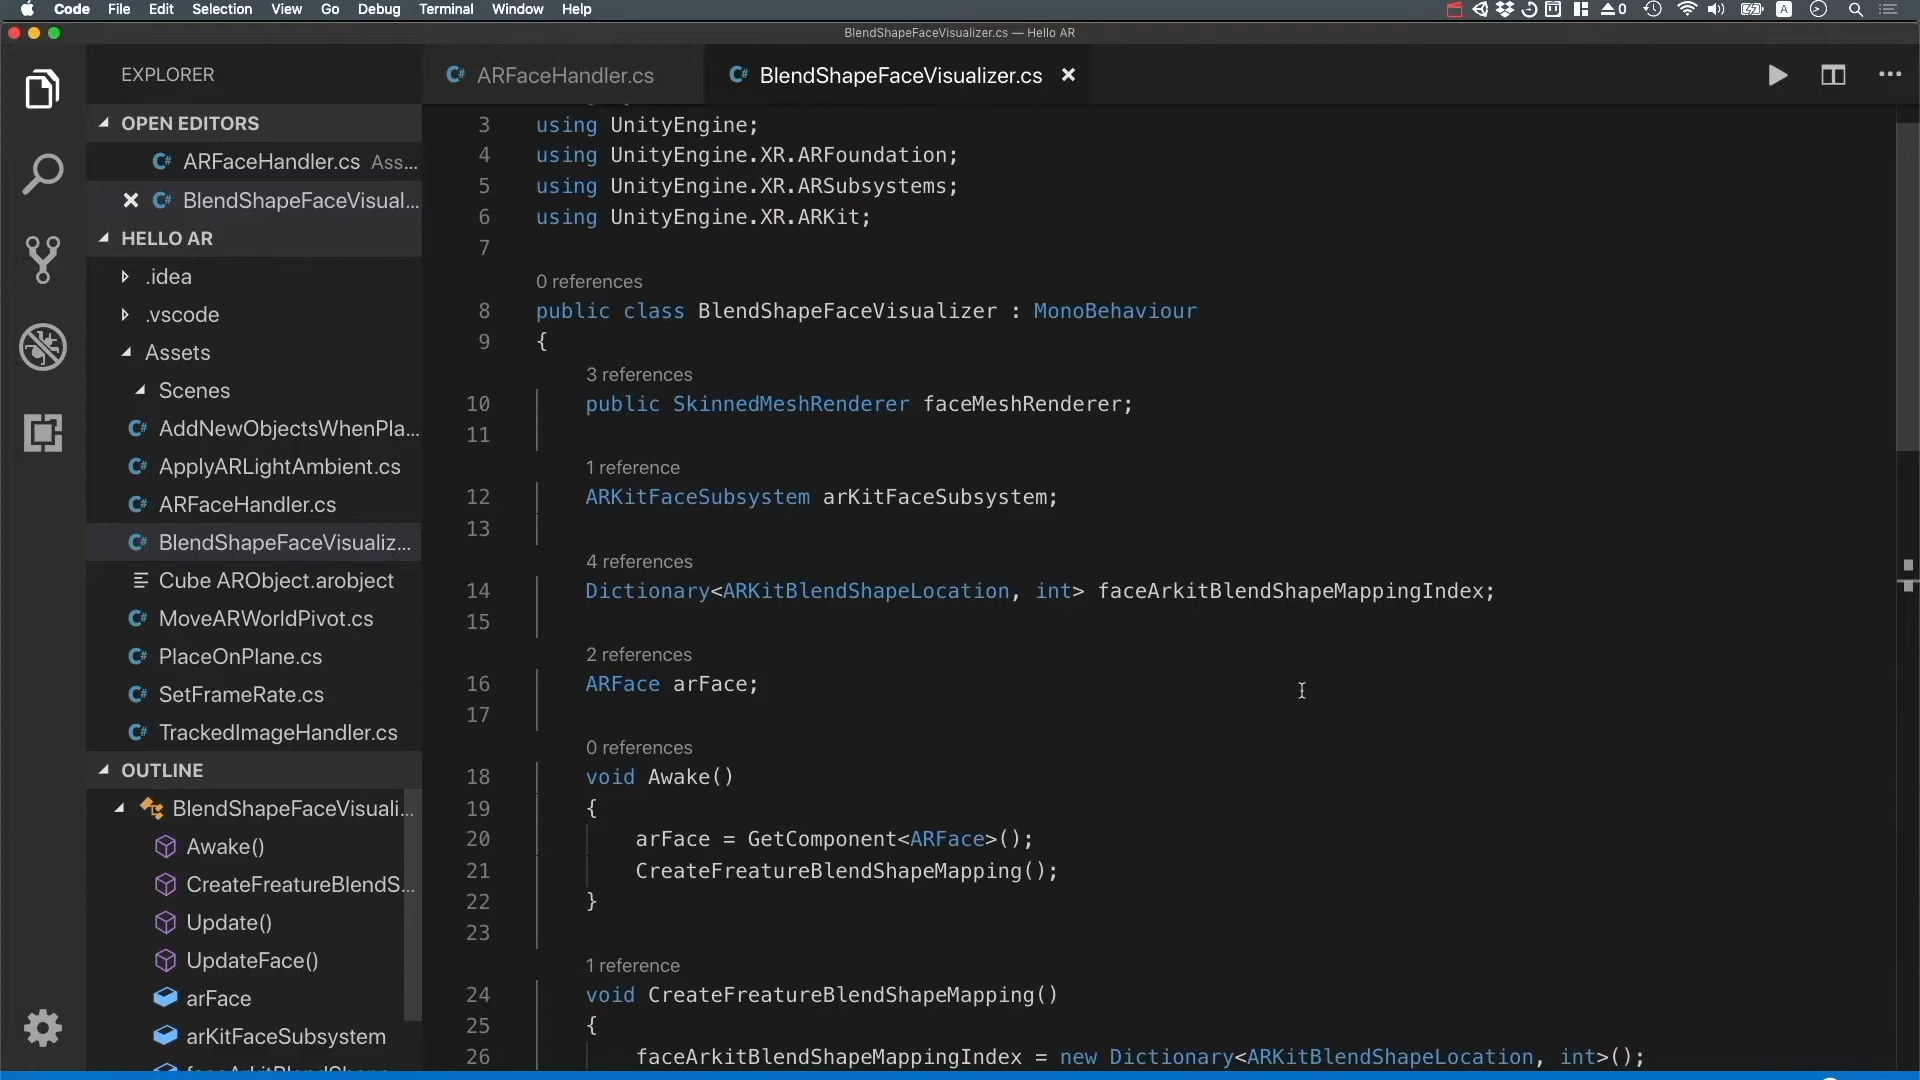 Code File Edit Selection View Go Debug Terminal Window Help
0
A
BlendShapeFaceVisualizer.cs — Hello AR
EXPLORER
ARFaceHandler.cs
BlendShapeFaceVisualizer.cs
OPEN EDITORS
ARFaceHandler.cs Ass...
BlendShapeFaceVisual...
HELLO AR
.idea
.vscode
Assets
Scenes
AddNewObjectsWhenPla...
ApplyARLightAmbient.cs
ARFaceHandler.cs
BlendShapeFaceVisualiz...
Cube ARObject.arobject
MoveARWorldPivot.cs
PlaceOnPlane.cs
SetFrameRate.cs
TrackedImageHandler.cs
OUTLINE
BlendShapeFaceVisuali...
Awake()
CreateFreatureBlendS...
Update()
UpdateFace()
arFace
arKitFaceSubsystem
3 using UnityEngine;
4 using UnityEngine.XR.ARFoundation;
5 using UnityEngine.XR.ARSubsystems;
6 using UnityEngine.XR.ARKit;
7
0 references
8 public class BlendShapeFaceVisualizer : MonoBehaviour
9 {
3 references
10 public SkinnedMeshRenderer faceMeshRenderer;
11
1 reference
12 ARKitFaceSubsystem arKitFaceSubsystem;
13
4 references
14 Dictionary<ARKitBlendShapeLocation, int> faceArkitBlendShapeMappingIndex;
15
2 references
16 ARFace arFace;
17
0 references
18 void Awake()
19 {
20 arFace = GetComponent<ARFace>();
21 CreateFreatureBlendShapeMapping();
22 }
23
1 reference
24 void CreateFreatureBlendShapeMapping()
25 {
26 faceArkitBlendShapeMappingIndex = new Dictionary<ARKitBlendShapeLocation, int>();